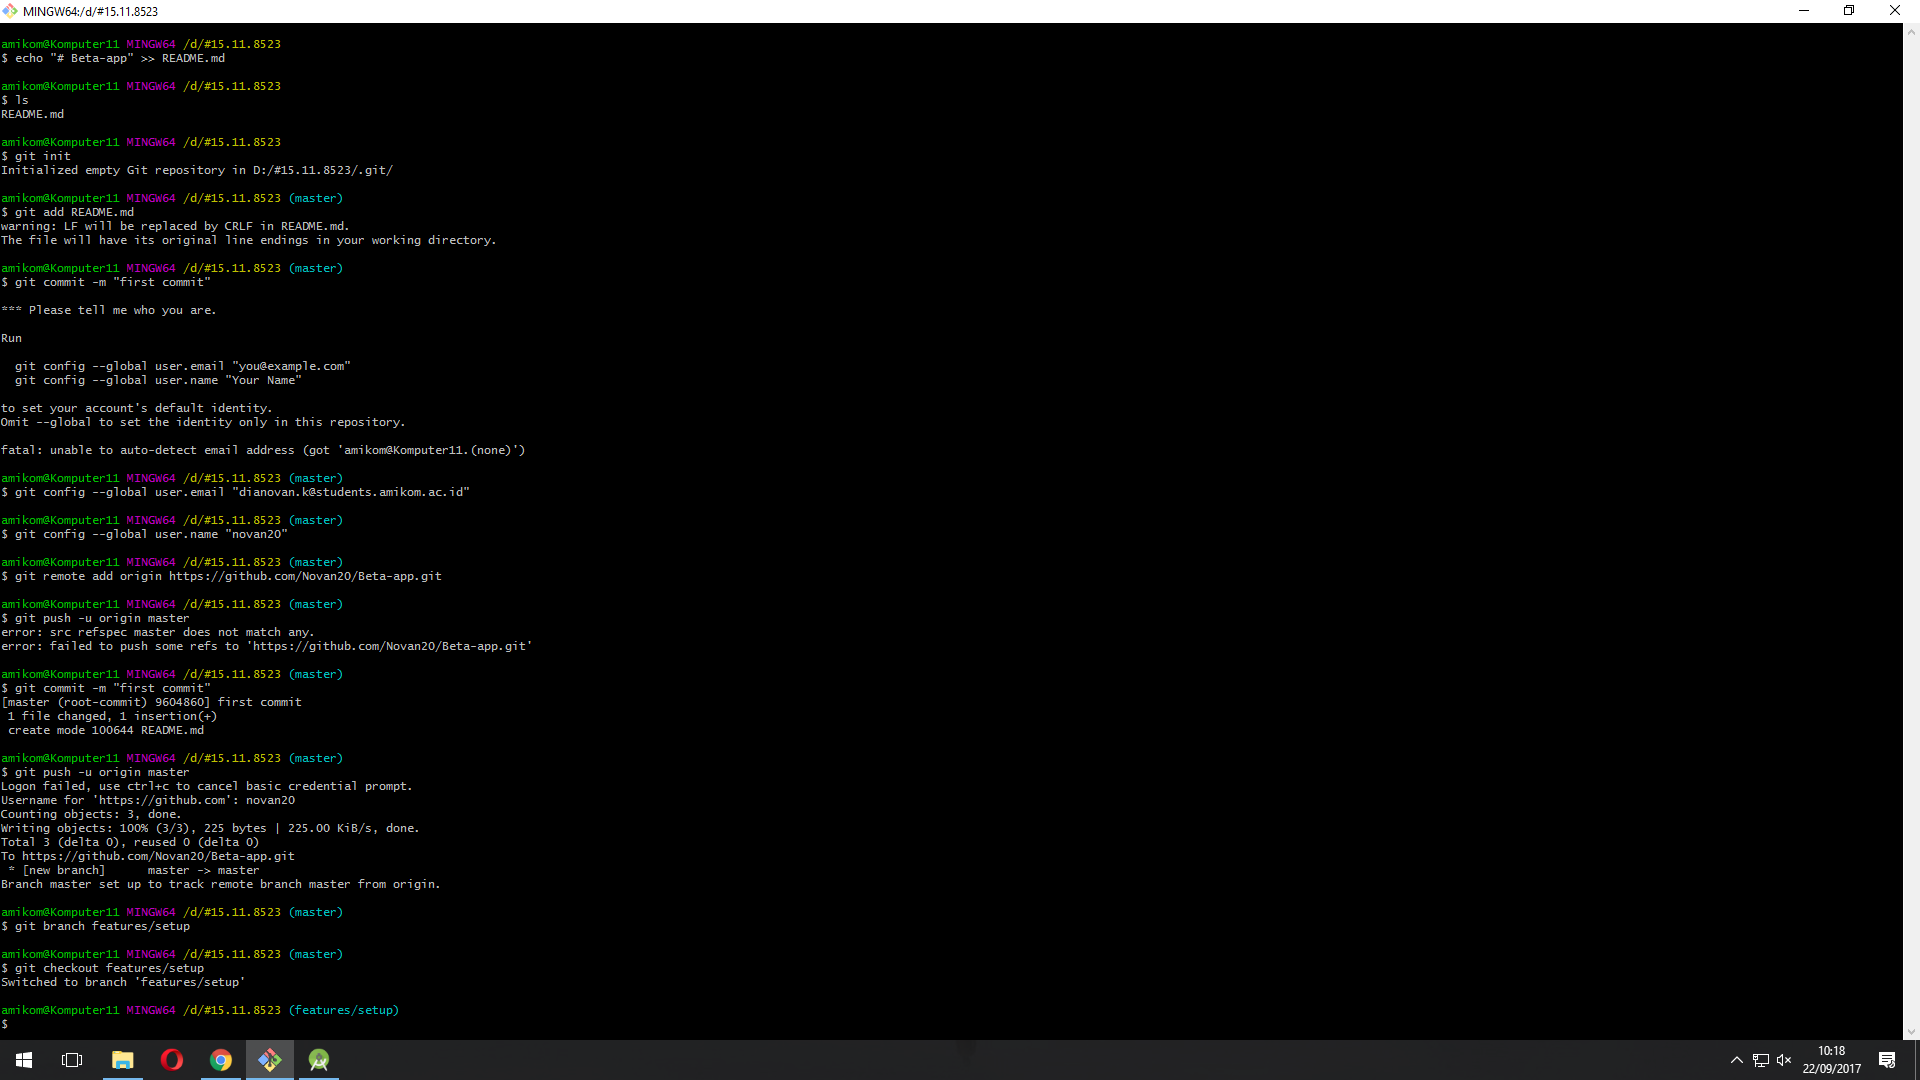 MINGW64:/d/#15.11.8523
amikom@Komputer11 MINGW64 /d/#15.11.8523
$ echo "# Beta-app" >> README.md
amikom@Komputer11 MINGW64 /d/#15.11.8523
$ ls
README.md
amikom@Komputer11 MINGW64 /d/#15.11.8523
$ git init
Initialized empty Git repository in D:/#15.11.8523/.git/
amikom@Komputer11 MINGW64 /d/#15.11.8523 (master)
$ git add README.md
warning: LF will be replaced by CRLF in README.md.
The file will have its original line endings in your working directory.
amikom@Komputer11 MINGW64 /d/#15.11.8523 (master)
$ git commit -m "first commit"
*** Please tell me who you are.
Run
git config --global user.email "you@example.com"
git config --global user.name "Your Name"
to set your account's default identity.
Omit --global to set the identity only in this repository.
fatal: unable to auto-detect email address (got 'amikom@Komputer11.(none)')
amikom@Komputer11 MINGW64 /d/#15.11.8523 (master)
$ git config --global user.email "dianovan.k@students.amikom.ac.id"
amikom@Komputer11 MINGW64 /d/#15.11.8523 (master)
$ git config --global user.name "novan20"
amikom@Komputer11 MINGW64 /d/#15.11.8523 (master)
$ git remote add origin https://github.com/Novan20/Beta-app.git
amikom@Komputer11 MINGW64 /d/#15.11.8523 (master)
$ git push -u origin master
error: src refspec master does not match any.
error: failed to push some refs to 'https://github.com/Novan20/Beta-app.git'
amikom@Komputer11 MINGW64 /d/#15.11.8523 (master)
$ git commit -m "first commit"
[master (root-commit) 9604860] first commit
1 file changed, 1 insertion(+)
create mode 100644 README.md
amikom@Komputer11 MINGW64 /d/#15.11.8523 (master)
$ git push -u origin master
Logon failed, use ctrl+c to cancel basic credential prompt.
Username for 'https://github.com': novan20
Counting objects: 3, done.
Writing objects: 100% (3/3), 225 bytes | 225.00 KiB/s, done.
Total 3 (delta 0), reused 0 (delta 0)
To https://github.com/Novan20/Beta-app.git
* [new branch] master -> master
Branch master set up to track remote branch master from origin.
amikom@Komputer11 MINGW64 /d/#15.11.8523 (master)
$ git branch features/setup
amikom@Komputer11 MINGW64 /d/#15.11.8523 (master)
$ git checkout features/setup
Switched to branch 'features/setup'
amikom@Komputer11 MINGW64 /d/#15.11.8523 (features/setup)
$
10:18
22/09/2017